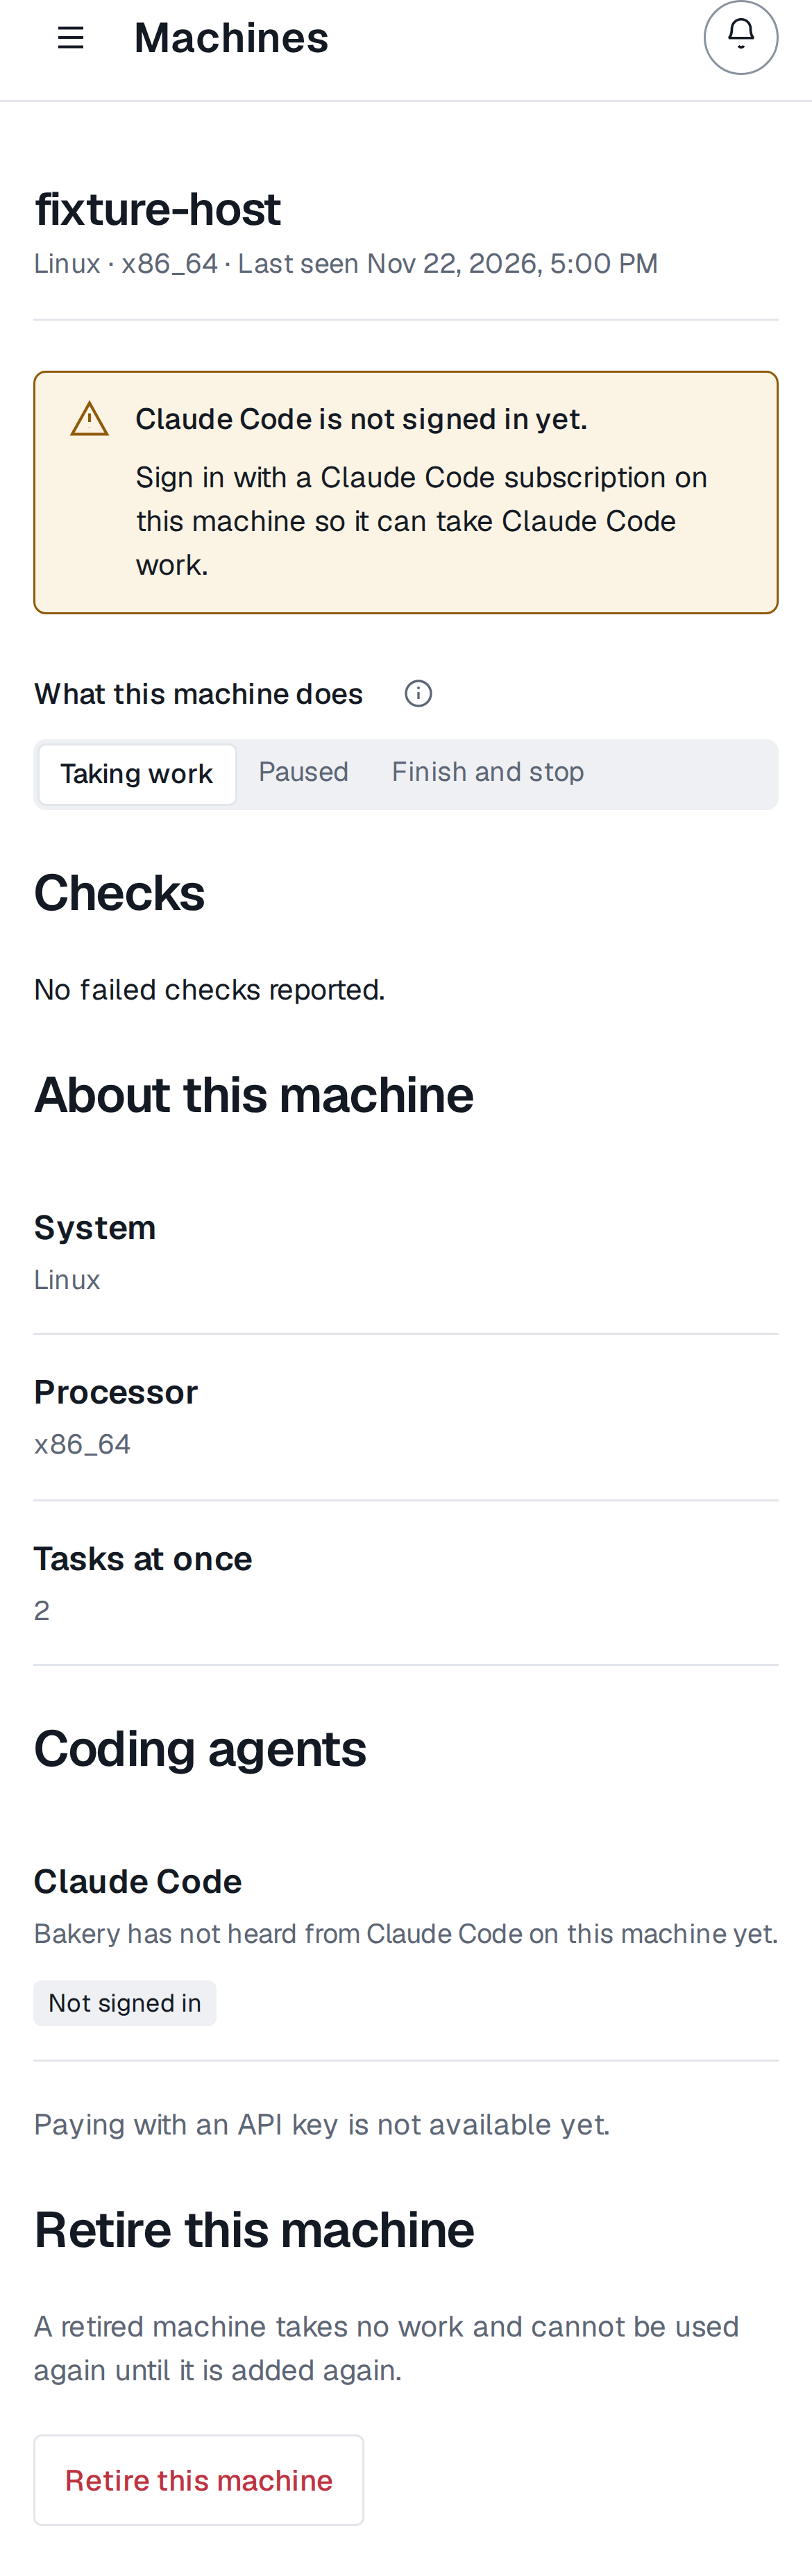 Machines
fixture-host
Linux · x86_64 · Last seen Nov 22, 2026, 5:00 PM
Claude Code is not signed in yet.
Sign in with a Claude Code subscription on
this machine so it can take Claude Code
work.
What this machine does
Taking work Paused Finish and stop
Checks
No failed checks reported.
About this machine
System
Linux
Processor
x86_64
Tasks at once
2
Coding agents
Claude Code
Bakery has not heard from Claude Code on this machine yet.
Not signed in
Paying with an API key is not available yet.
Retire this machine
A retired machine takes no work and cannot be used
again until it is added again.
Retire this machine